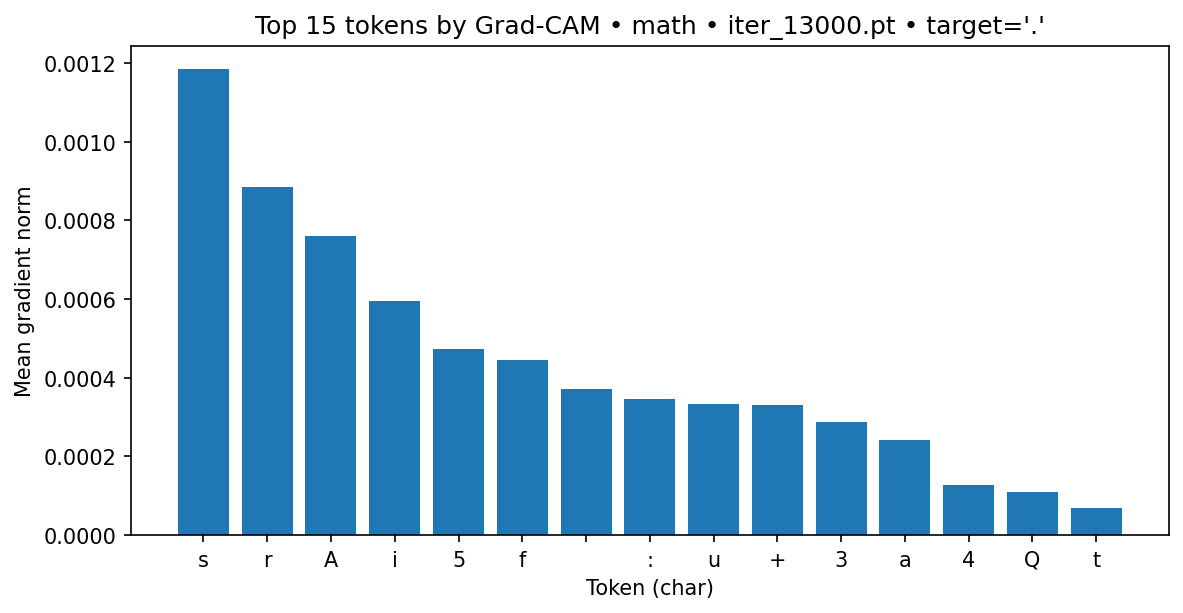 Top 15 tokens by Grad-CAM • math • iter_13000.pt • target='.'
Mean gradient norm
0.0012
0.0010
0.0008
0.0006
0.0004
0.0002
0.0000
s r A i 5 f : u + 3 a 4 Q t
Token (char)